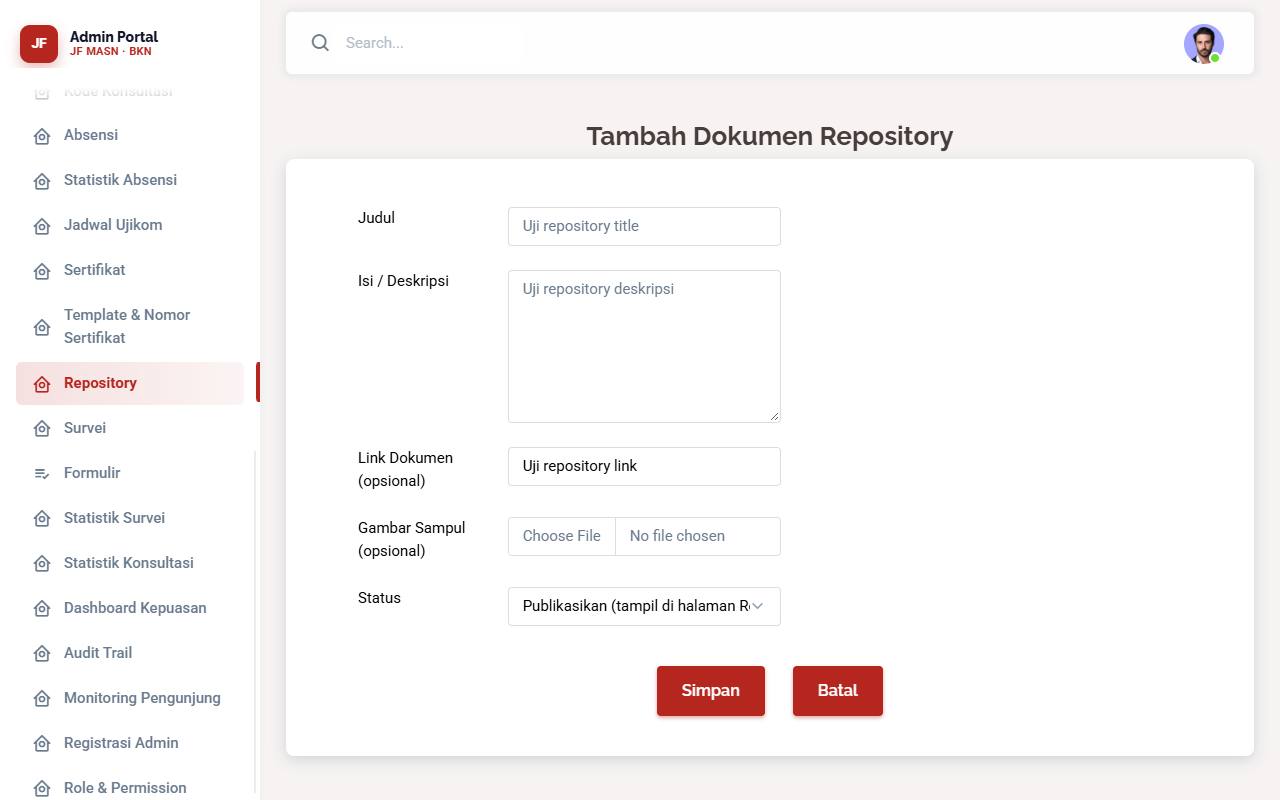 JF
Admin Portal
JF MASN · BKN
Kode Konsultasi
Absensi
Statistik Absensi
Jadwal Ujikom
Sertifikat
Template & Nomor
Sertifikat
Repository
Survei
Formulir
Statistik Survei
Statistik Konsultasi
Dashboard Kepuasan
Audit Trail
Monitoring Pengunjung
Registrasi Admin
Role & Permission
Search...
Tambah Dokumen Repository
Judul
Uji repository title
Isi / Deskripsi
Uji repository deskripsi
Link Dokumen
(opsional)
Uji repository link
Gambar Sampul
(opsional)
Choose File No file chosen
Status
Publikasikan (tampil di halaman R
Simpan Batal